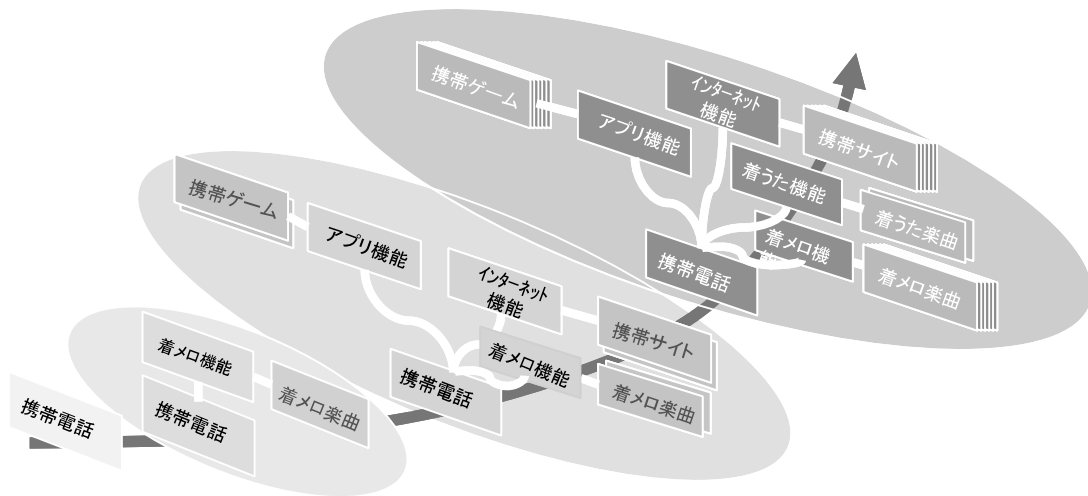 携帯ゲーム
アプリ機能
インターネット
機能
携帯サイト
着うた機能
着うた楽曲
着メロ機
能
着メロ楽曲
携帯電話
携帯ゲーム
アプリ機能
インターネット
機能
携帯サイト
着メロ機能
着メロ楽曲
携帯電話
着メロ機能
着メロ楽曲
携帯電話
携帯電話